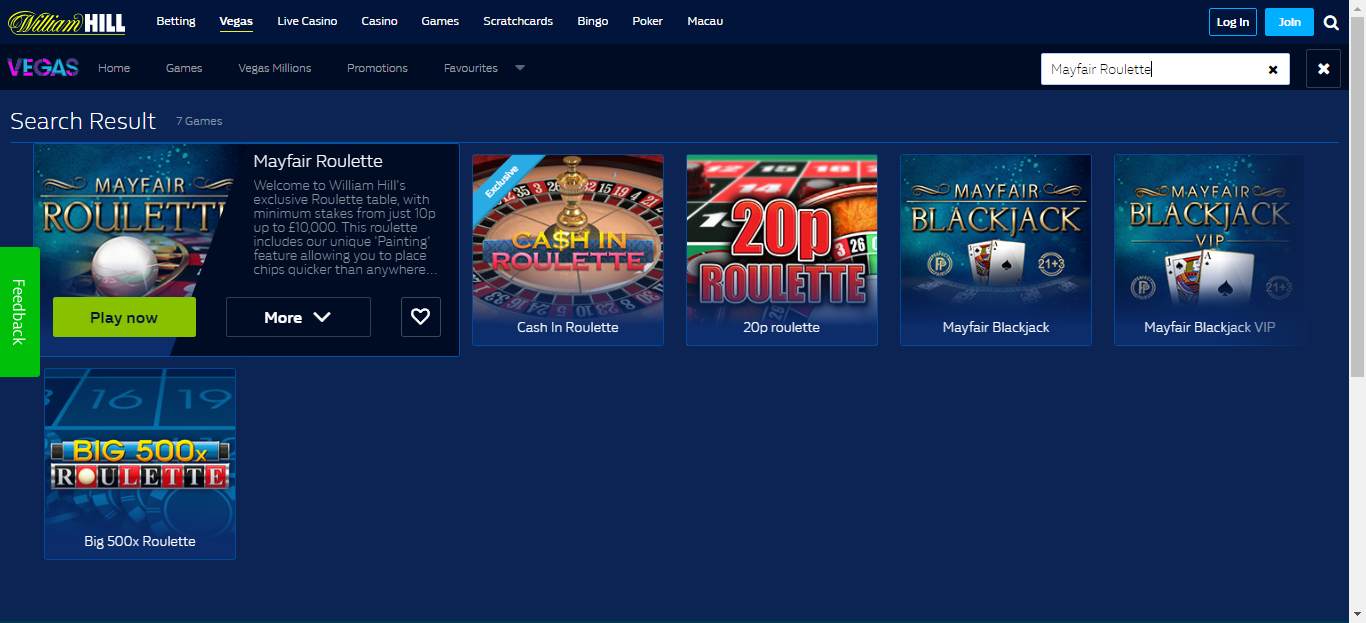 William HILL
Betting
Vegas
Live Casino
Casino
Games
Scratchcards
Bingo
Poker
Macau
Log In
Join
VEGAS
Home
Games
Vegas Millions
Promotions
Favourites
Mayfair Roulette
Search Result
7 Games
MAYFAIR
ROULETT
Mayfair Roulette
Welcome to William Hill's
exclusive Roulette table, with
minimum stakes from just 10p
up to £10,000. This roulette
includes our unique 'Painting'
feature allowing you to place
chips quicker than anywhere...
Play now
More
Exclusive
CA$H IN
ROULETTE
Cash In Roulette
20p
ROULETTE
20p roulette
MAYFAIR
BLACKJACK
21+3
Mayfair Blackjack
MAYFAIR
BLACKJACK
VIP
21+3
Mayfair Blackjack VIP
Feedback
16 19
BIG 500x
ROULETTE
Big 500x Roulette